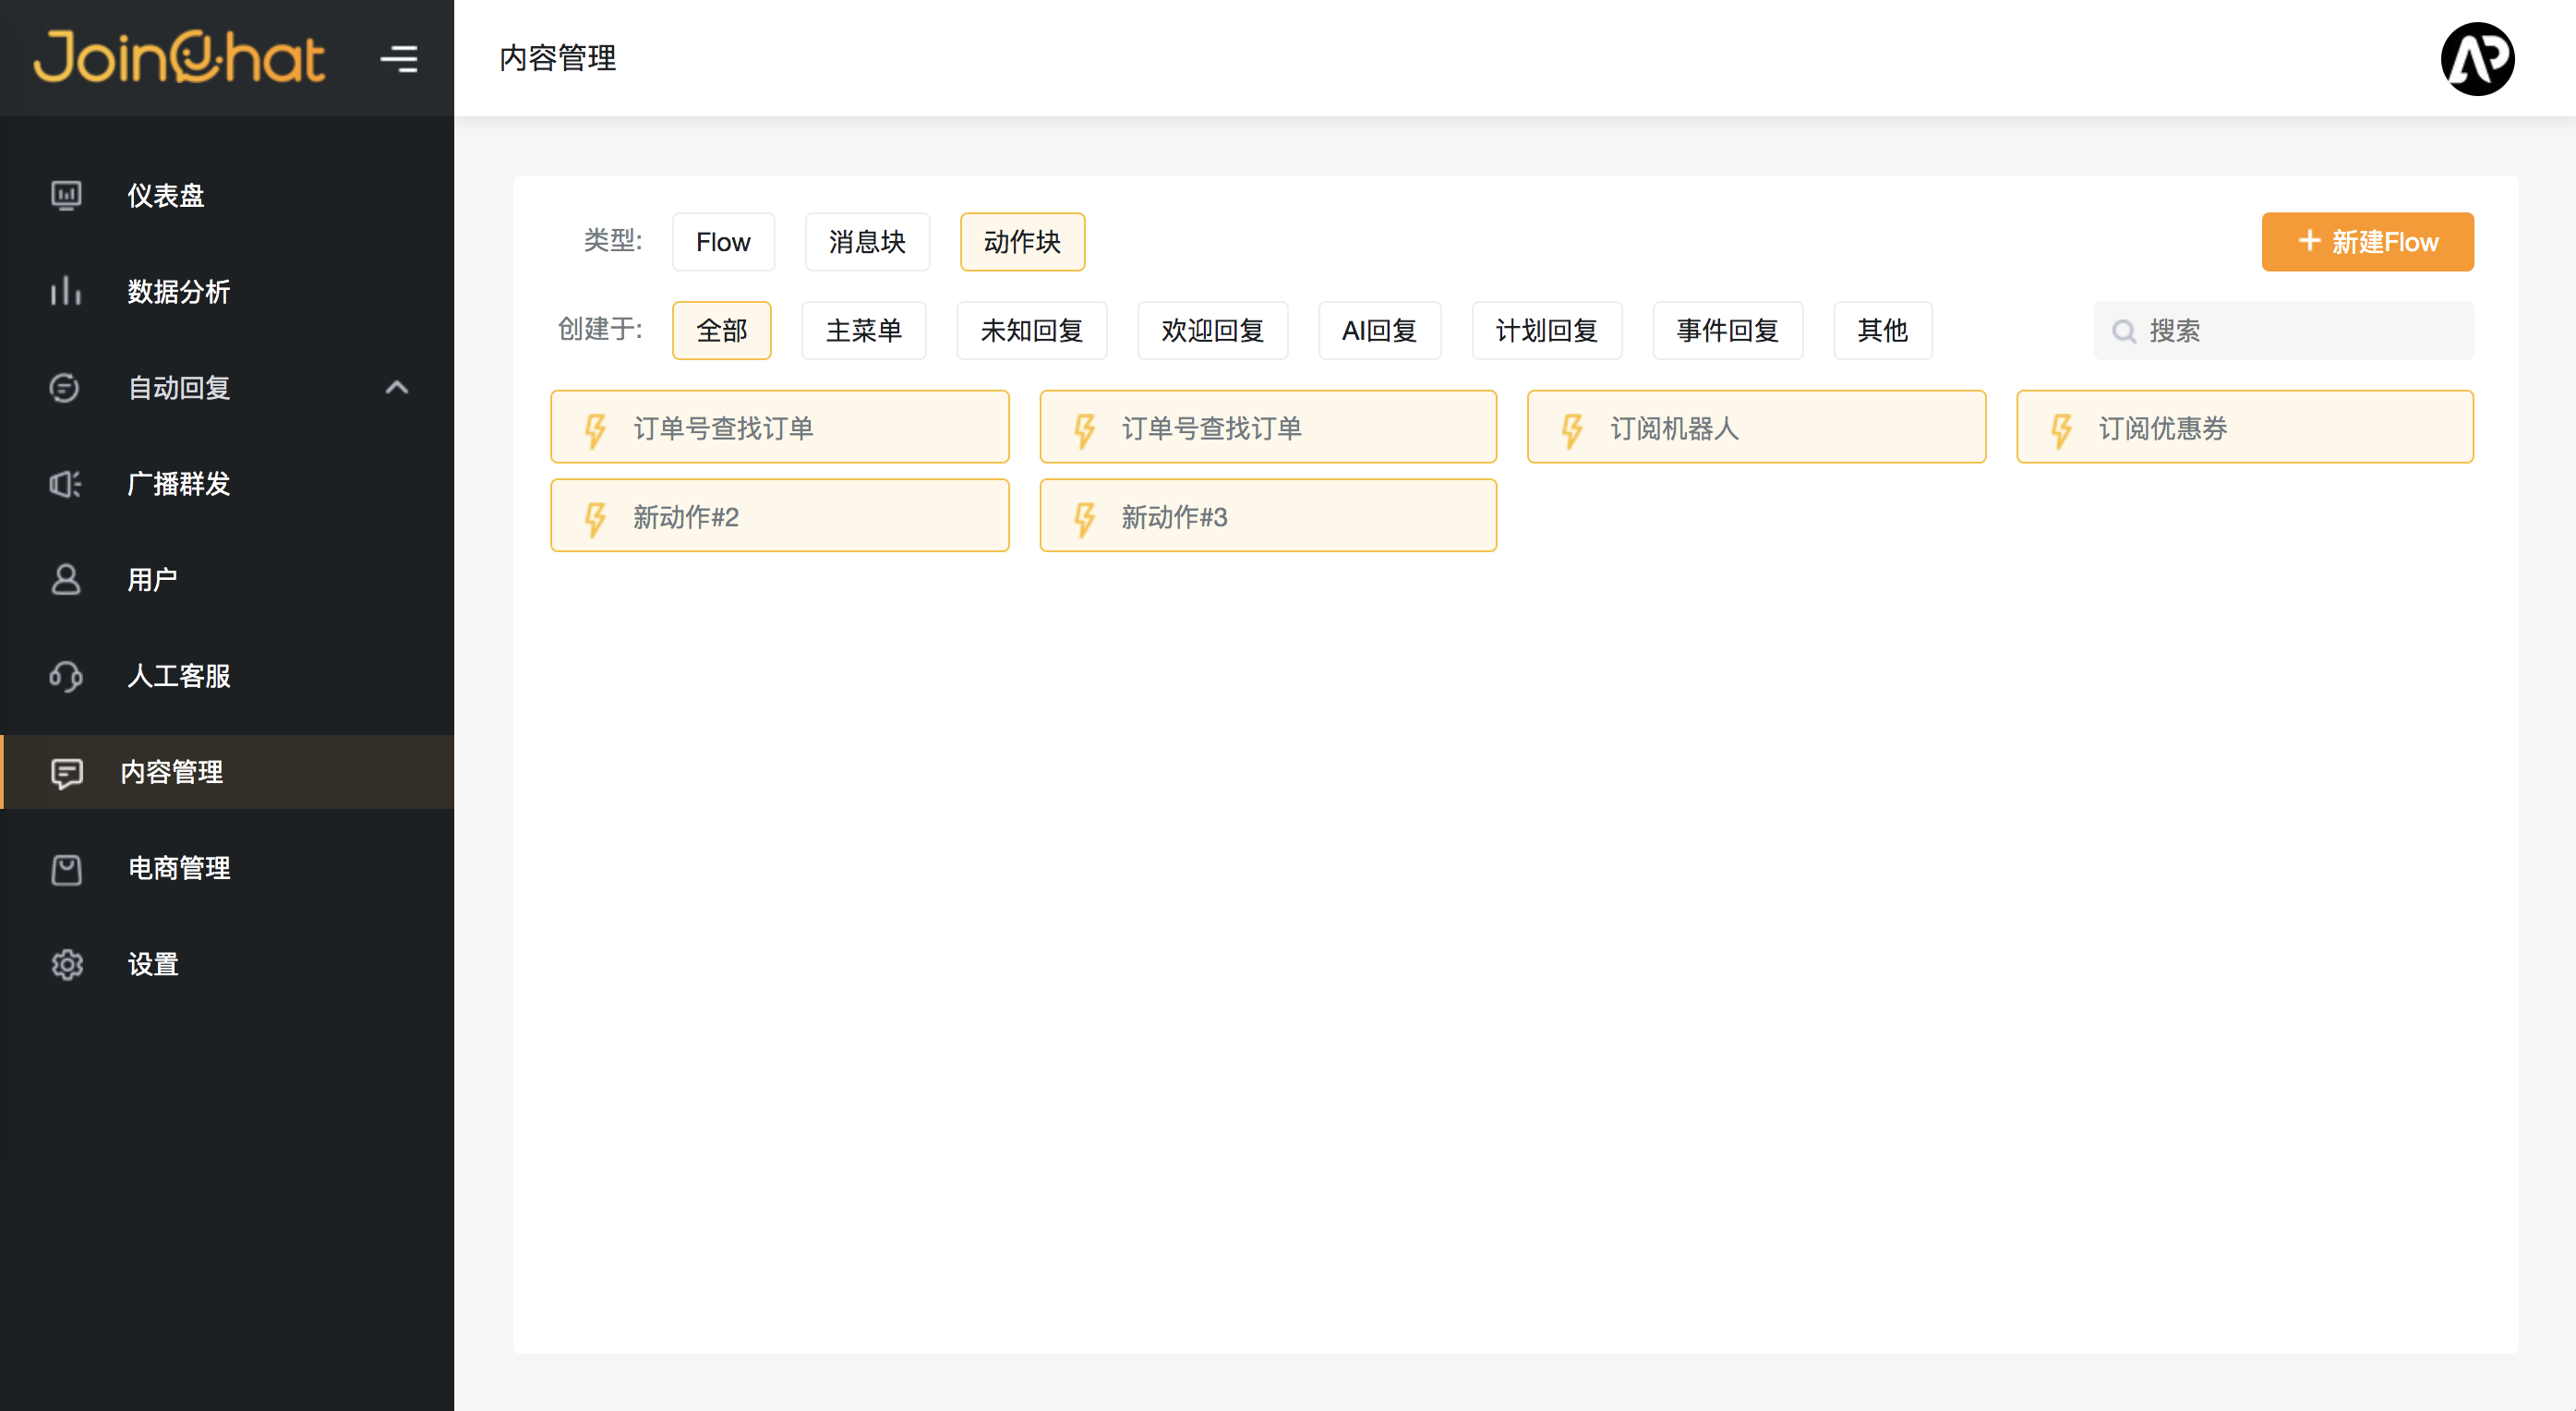 JoinChat
内容管理
AP
仪表盘
数据分析
自动回复
广播群发
用户
人工客服
内容管理
电商管理
设置
类型: Flow 消息块 动作块
+ 新建Flow
创建于: 全部 主菜单 未知回复 欢迎回复 AI回复 计划回复 事件回复 其他
搜索
订单号查找订单 订单号查找订单 订阅机器人 订阅优惠券
新动作#2 新动作#3